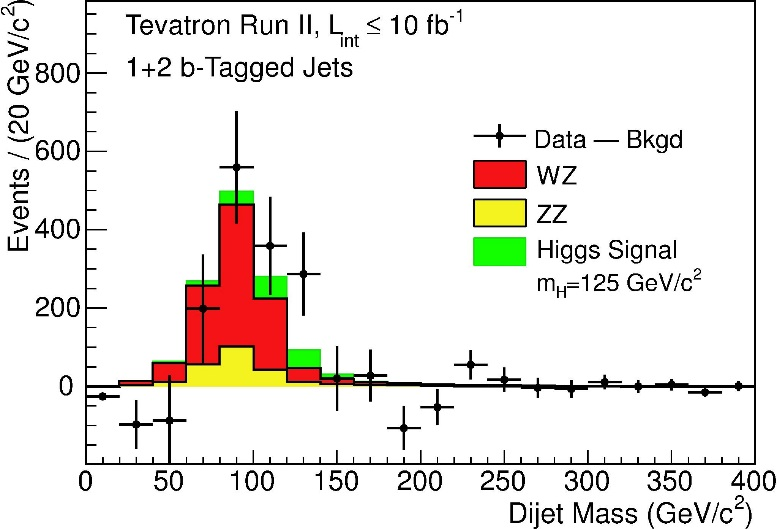 Tevatron Run II, L_int ≤ 10 fb⁻¹
1+2 b-Tagged Jets
Data — Bkgd
WZ
ZZ
Higgs Signal
m_H=125 GeV/c²
Events / (20 GeV/c²)
800
600
400
200
0
0 50 100 150 200 250 300 350 400
Dijet Mass (GeV/c²)